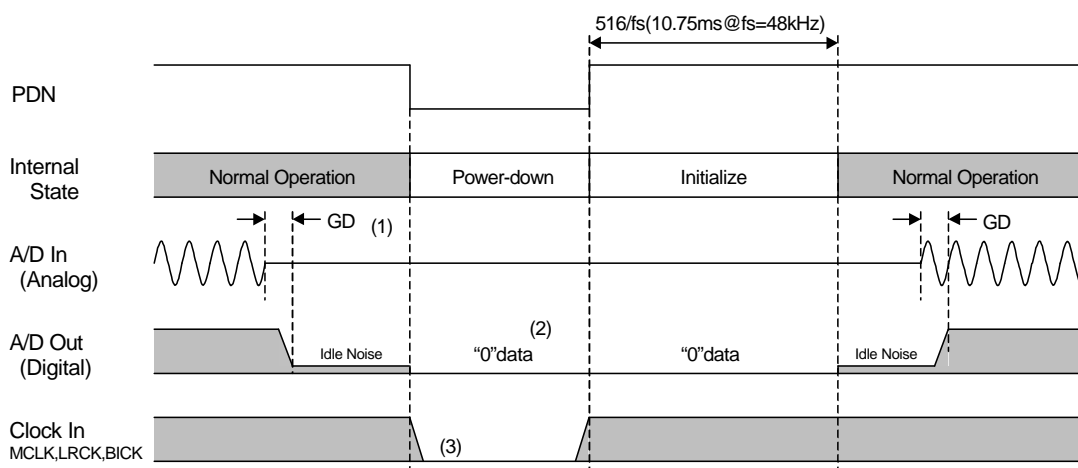 516/fs(10.75ms@fs=48kHz)
PDN
Internal
State
Normal Operation
Power-down
Initialize
Normal Operation
GD
(1)
GD
A/D In
(Analog)
A/D Out
(Digital)
Idle Noise
(2)
“0”data
“0”data
Idle Noise
Clock In
MCLK,LRCK,BICK
(3)